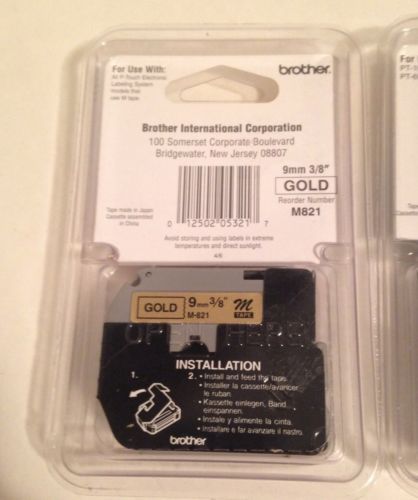 For Use With:
All P-Touch Electronic
Labeling System
models that
use M tape.
brother.
Brother International Corporation
100 Somerset Corporate Boulevard
Bridgewater, New Jersey 08807
9mm 3/8"
GOLD
Reorder Number
M821
Tape made in Japan
Cassette assembled
in China
0 12502 05321 7
Avoid storing and using labels in extreme
temperatures and direct sunlight.
GOLD 9mm 3/8" m
M-821 TAPE
OPEN HERE
INSTALLATION
1. 2. • Install and feed the tape.
• Installer la cassette/avancer
le ruban.
• Kassette einlegen, Band
einspannen.
• Instale y alimente la cinta.
• Installare e far avanzare il nastro.
brother
For